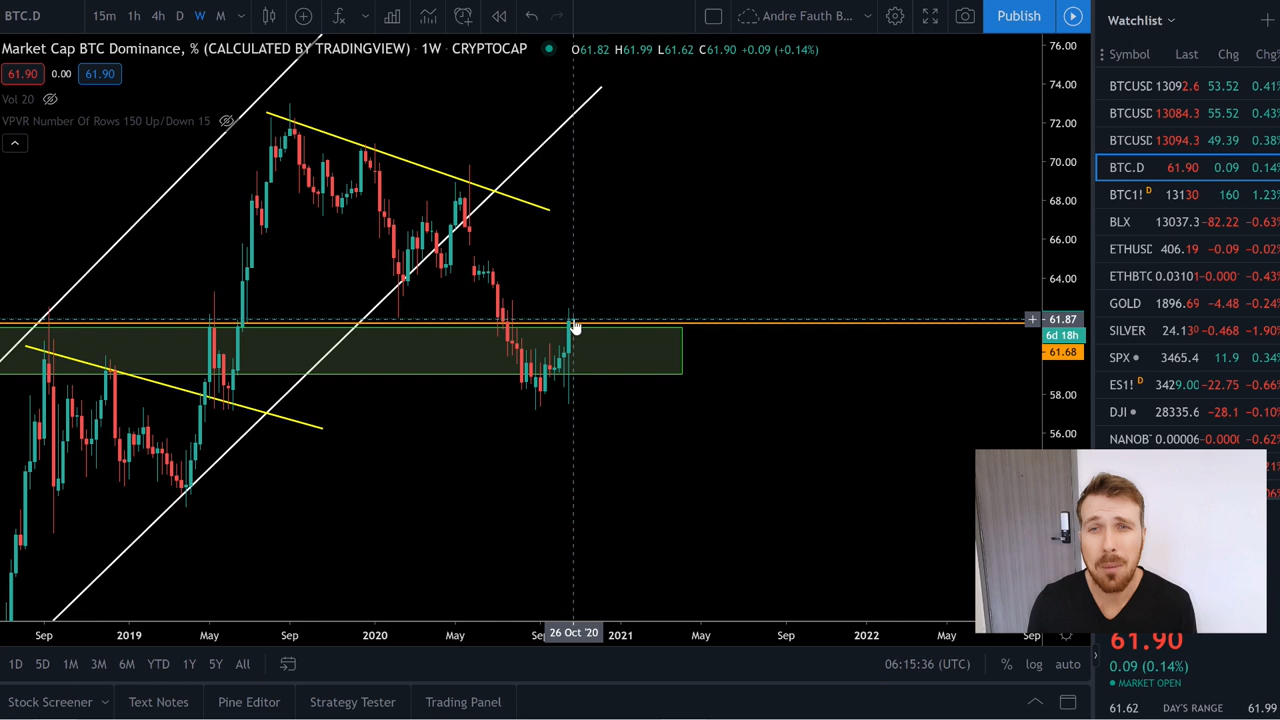 BTC.D 15m 1h 4h D W M Andre Fauth B... Publish
Market Cap BTC Dominance, % (CALCULATED BY TRADINGVIEW) · 1W · CRYPTOCAP O61.82 H61.99 L61.62 C61.90 +0.09 (+0.14%)
61.90 0.00 61.90
Vol 20
VPVR Number Of Rows 150 Up/Down 15
76.00
74.00
72.00
70.00
68.00
66.00
64.00
61.87
6d 18h
61.68
58.00
56.00
Sep 2019 May Sep 2020 May Se 26 Oct '20 2021 May Sep 2022 May Sep
1D 5D 1M 3M 6M YTD 1Y 5Y All 06:15:36 (UTC) % log auto
Stock Screener Text Notes Pine Editor Strategy Tester Trading Panel
Watchlist
Symbol Last Chg Chg%
BTCUSD 13092.6 53.52 0.41%
BTCUSD 13084.3 55.52 0.43%
BTCUSD 13094.3 49.39 0.38%
BTC.D 61.90 0.09 0.14%
BTC1! D 13130 160 1.23%
BLX 13037.3 -82.22 -0.63%
ETHUSD 406.19 -0.09 -0.02%
ETHBTC 0.03101 -0.000 -0.43%
GOLD 1896.69 -4.48 -0.24%
SILVER 24.130 -0.468 -1.90%
SPX 3465.4 11.9 0.34%
ES1! D 3429.00 -22.75 -0.66%
DJI 28335.6 -28.1 -0.10%
NANOB 0.00006 -0.000 -0.62%
61.90
0.09 (0.14%)
MARKET OPEN
61.62 DAY'S RANGE 61.99